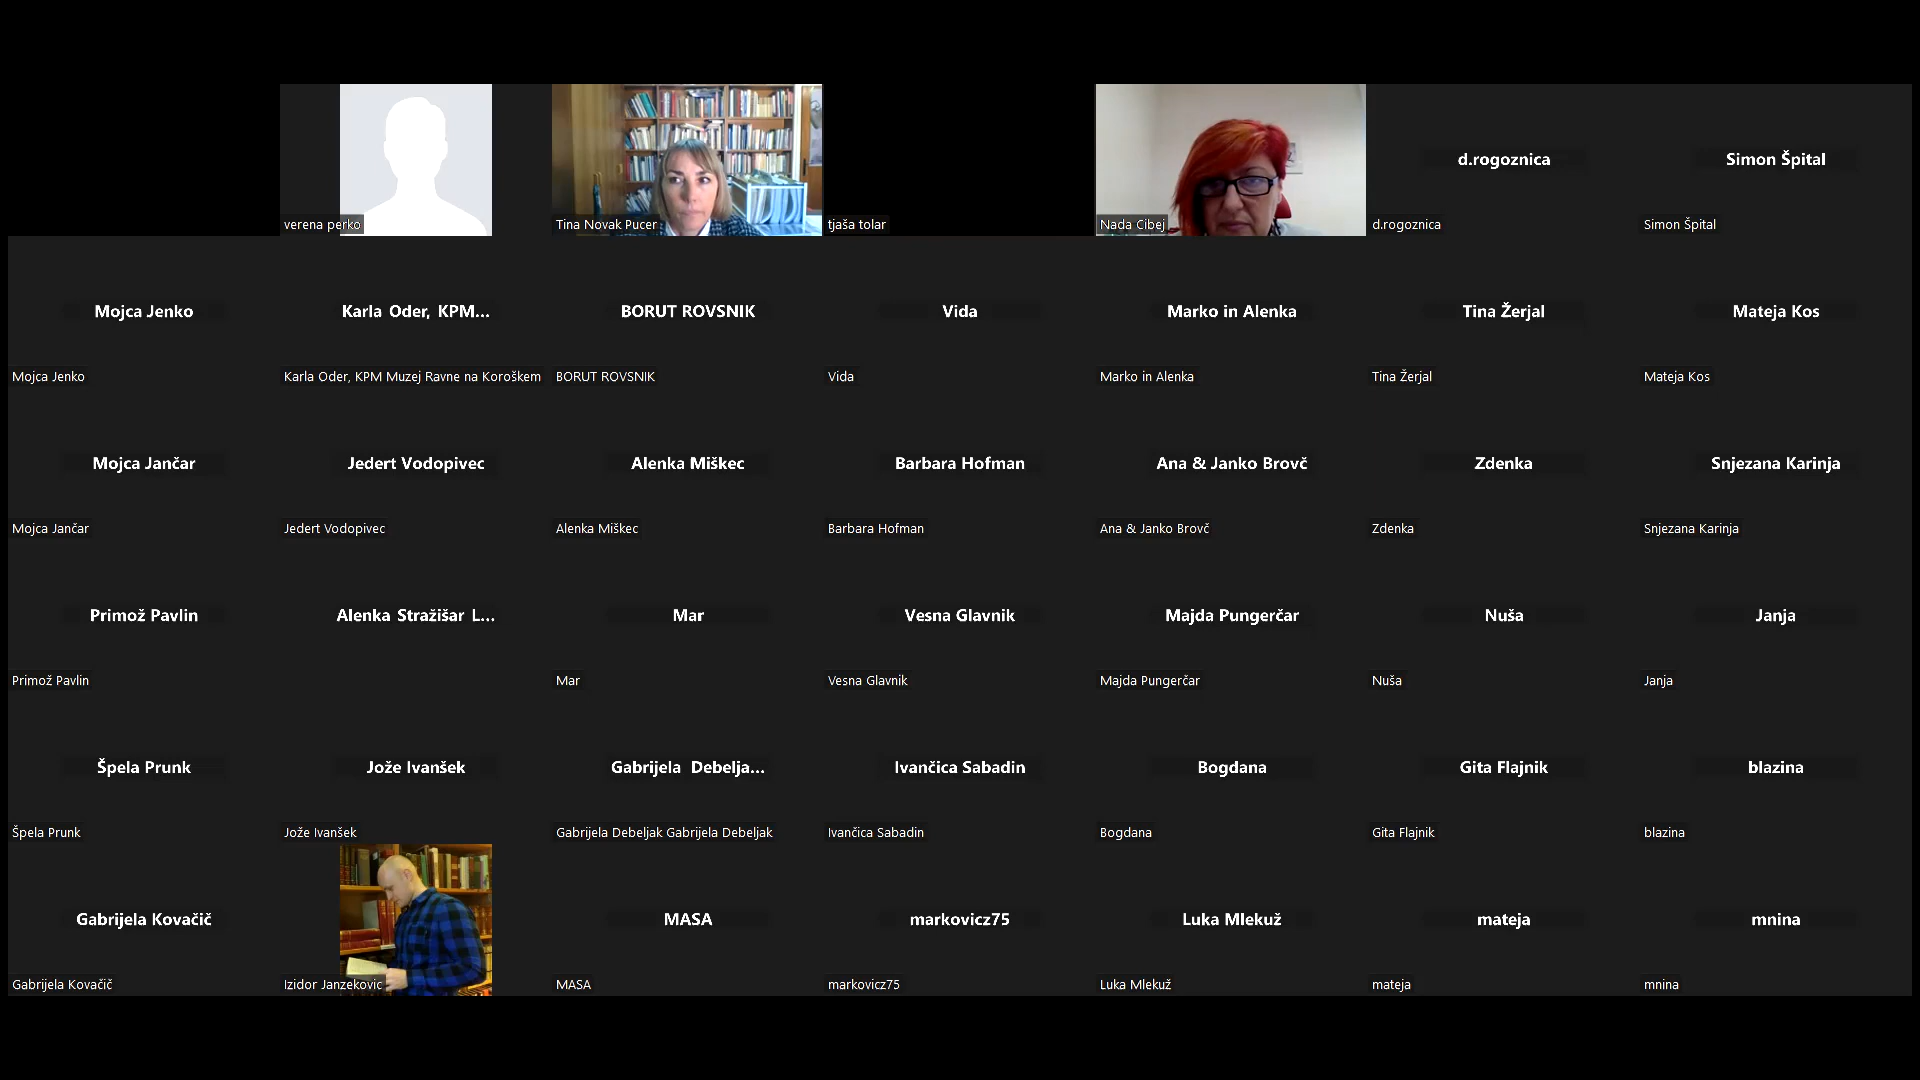 verena perko
Tina Novak Pucer
tjaša tolar
Nada Cibej
d.rogoznica
d.rogoznica
Simon Špital
Simon Špital
Mojca Jenko
Mojca Jenko
Karla Oder, KPM...
Karla Oder, KPM Muzej Ravne na Koroškem
BORUT ROVSNIK
BORUT ROVSNIK
Vida
Vida
Marko in Alenka
Marko in Alenka
Tina Žerjal
Tina Žerjal
Mateja Kos
Mateja Kos
Mojca Jančar
Mojca Jančar
Jedert Vodopivec
Jedert Vodopivec
Alenka Miškec
Alenka Miškec
Barbara Hofman
Barbara Hofman
Ana & Janko Brovč
Ana & Janko Brovč
Zdenka
Zdenka
Snjezana Karinja
Snjezana Karinja
Primož Pavlin
Primož Pavlin
Alenka Stražišar L...
Mar
Mar
Vesna Glavnik
Vesna Glavnik
Majda Pungerčar
Majda Pungerčar
Nuša
Nuša
Janja
Janja
Špela Prunk
Špela Prunk
Jože Ivanšek
Jože Ivanšek
Gabrijela Debelja...
Gabrijela Debeljak Gabrijela Debeljak
Ivančica Sabadin
Ivančica Sabadin
Bogdana
Bogdana
Gita Flajnik
Gita Flajnik
blazina
blazina
Gabrijela Kovačič
Gabrijela Kovačič
Izidor Janzekovic
MASA
MASA
markovicz75
markovicz75
Luka Mlekuž
Luka Mlekuž
mateja
mateja
mnina
mnina